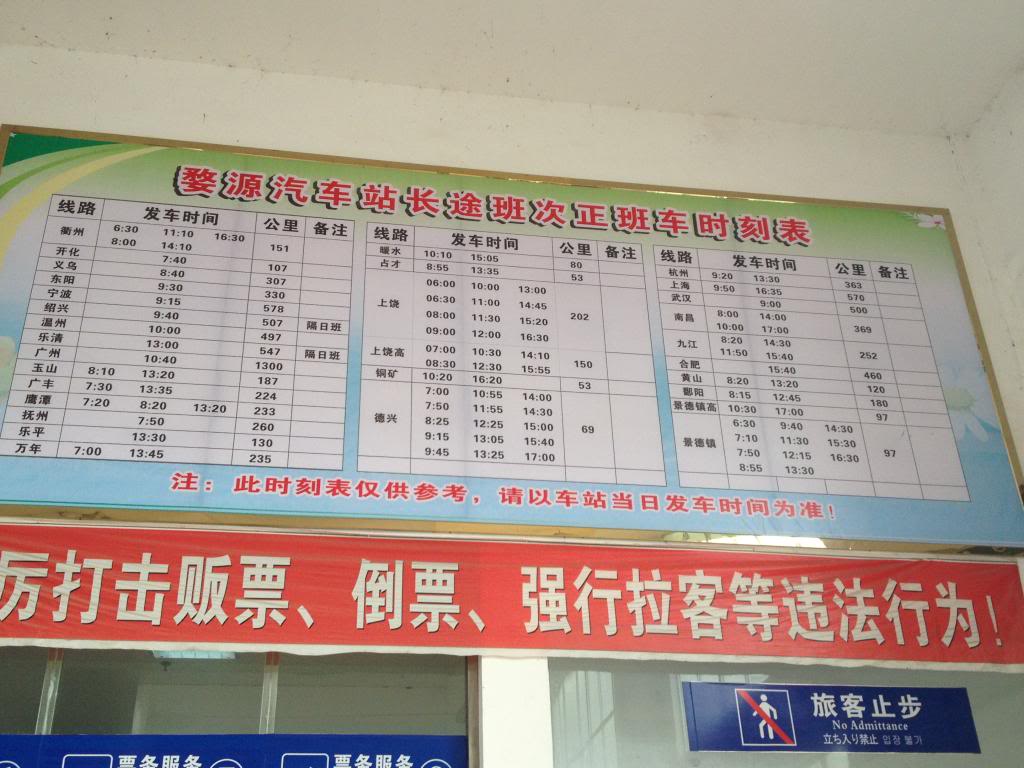 婺源汽车站长途班次正班车时刻表
线路 发车时间 公里 备注
衢州 6:30 11:10 16:30 151
8:00 14:10
开化 7:40 107
义乌 8:40 307
东阳 9:30 330
宁波 9:15 578
绍兴 9:40 507 隔日班
温州 10:00 497
乐清 13:00 547 隔日班
广州 10:40 1300
玉山 8:10 13:20 187
广丰 7:30 13:35 224
鹰潭 7:20 8:20 13:20 233
抚州 7:50 260
乐平 13:30 130
万年 7:00 13:45 235
线路 发车时间 公里 备注
暖水 10:10 15:05 80
占才 8:55 13:35 53
上饶 06:00 10:00 13:00 202
06:30 11:00 14:45
08:00 11:30 15:20
09:00 12:00 16:30
上饶高 07:00 10:30 14:10 150
08:30 12:30 15:55
铜矿 10:20 16:20 53
德兴 7:00 10:55 14:00 69
7:50 11:55 14:30
8:25 12:25 15:00
9:15 13:05 15:40
9:45 13:25 17:00
线路 发车时间 公里 备注
杭州 9:20 13:30 363
上海 9:50 16:35 570
武汉 9:00 500
南昌 8:00 14:00 369
10:00 17:00
九江 8:20 14:30 252
11:50 15:40
合肥 15:40 460
黄山 8:20 13:20 120
鄱阳 8:15 12:45 180
景德镇高 10:30 17:00 97
景德镇 6:30 9:40 14:30 97
7:10 11:30 15:30
7:50 12:15 16:30
8:55 13:30
注：此时刻表仅供参考，请以车站当日发车时间为准！
厉打击贩票、倒票、强行拉客等违法行为！
旅客止步
No Admittance
立ち入り禁止 입장 불가
票务服务 票务服务